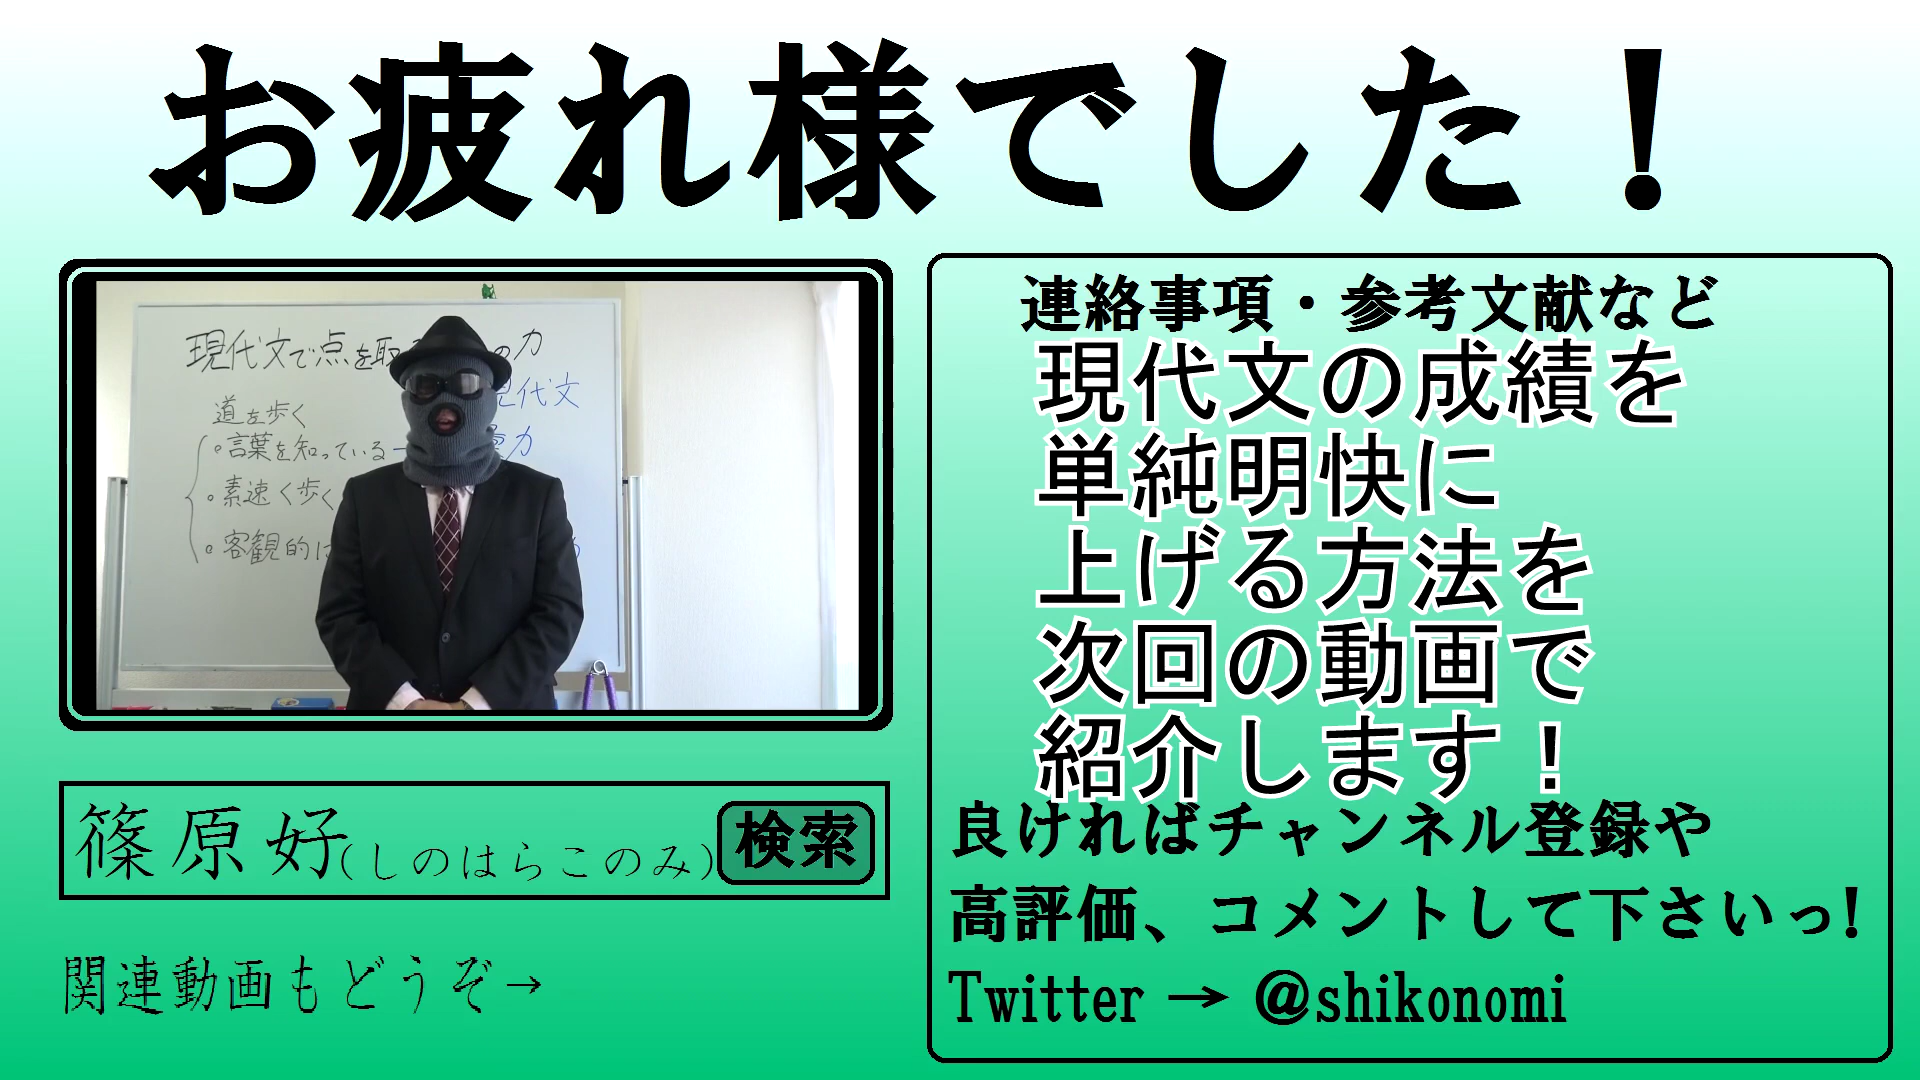 お疲れ様でした！
現代文で点を取
の力
現代文
道を歩く
。言葉を知っている
力
。素速く歩く
。客観的に
連絡事項・参考文献など
現代文の成績を
単純明快に
上げる方法を
次回の動画で
紹介します！
良ければチャンネル登録や
高評価、コメントして下さいっ!
Twitter → @shikonomi
篠原好(しのはらこのみ)
検索
関連動画もどうぞ→